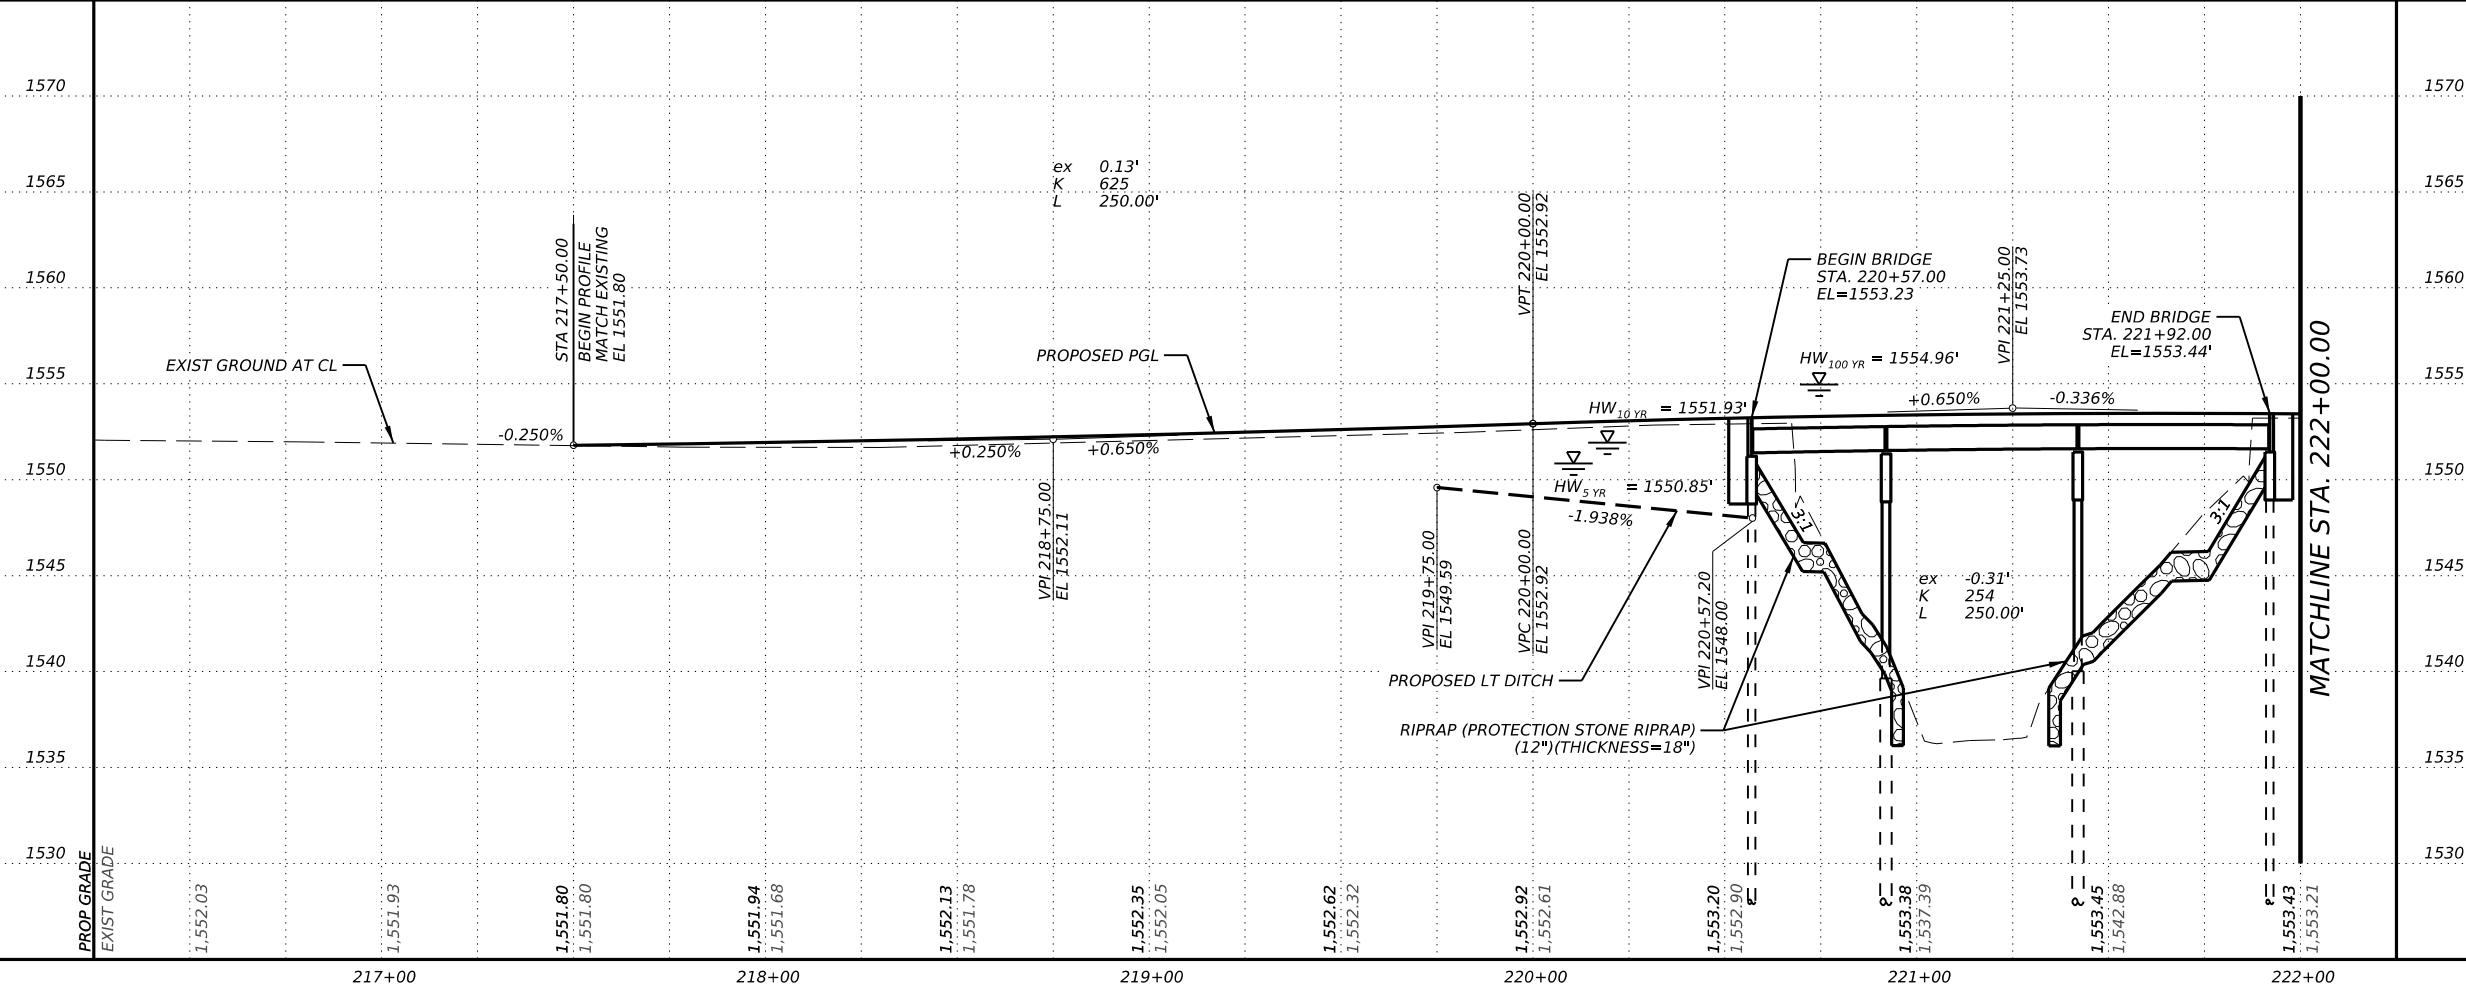 1570
1565
1560
1555
1550
1545
1540
1535
1530
1570
1565
1560
1555
1550
1545
1540
1535
1530
ex 0.13'
K 625
L 250.00'
STA 217+50.00
BEGIN PROFILE
MATCH EXISTING
EL 1551.80
EXIST GROUND AT CL
-0.250%
PROPOSED PGL
+0.250%
+0.650%
VPI 218+75.00
EL 1552.11
VPT 220+00.00
EL 1552.92
BEGIN BRIDGE
STA. 220+57.00
EL=1553.23
VPI 221+25.00
EL 1553.73
END BRIDGE
STA. 221+92.00
EL=1553.44'
HW100 YR = 1554.96'
HW10 YR = 1551.93'
+0.650%
-0.336%
HW5 YR = 1550.85'
-1.938%
VPI 219+75.00
EL 1549.59
VPC 220+00.00
EL 1552.92
VPI 220+57.20
EL 1548.00
3:1
3:1
ex -0.31'
K 254
L 250.00'
PROPOSED LT DITCH
RIPRAP (PROTECTION STONE RIPRAP)
(12")(THICKNESS=18")
MATCHLINE STA. 222+00.00
PROP GRADE
EXIST GRADE
1,552.03
1,551.93
1,551.80
1,551.80
1,551.94
1,551.68
1,552.13
1,551.78
1,552.35
1,552.05
1,552.62
1,552.32
1,552.92
1,552.61
1,553.20
1,552.90
1,553.38
1,537.39
1,553.45
1,542.88
1,553.43
1,553.21
217+00
218+00
219+00
220+00
221+00
222+00